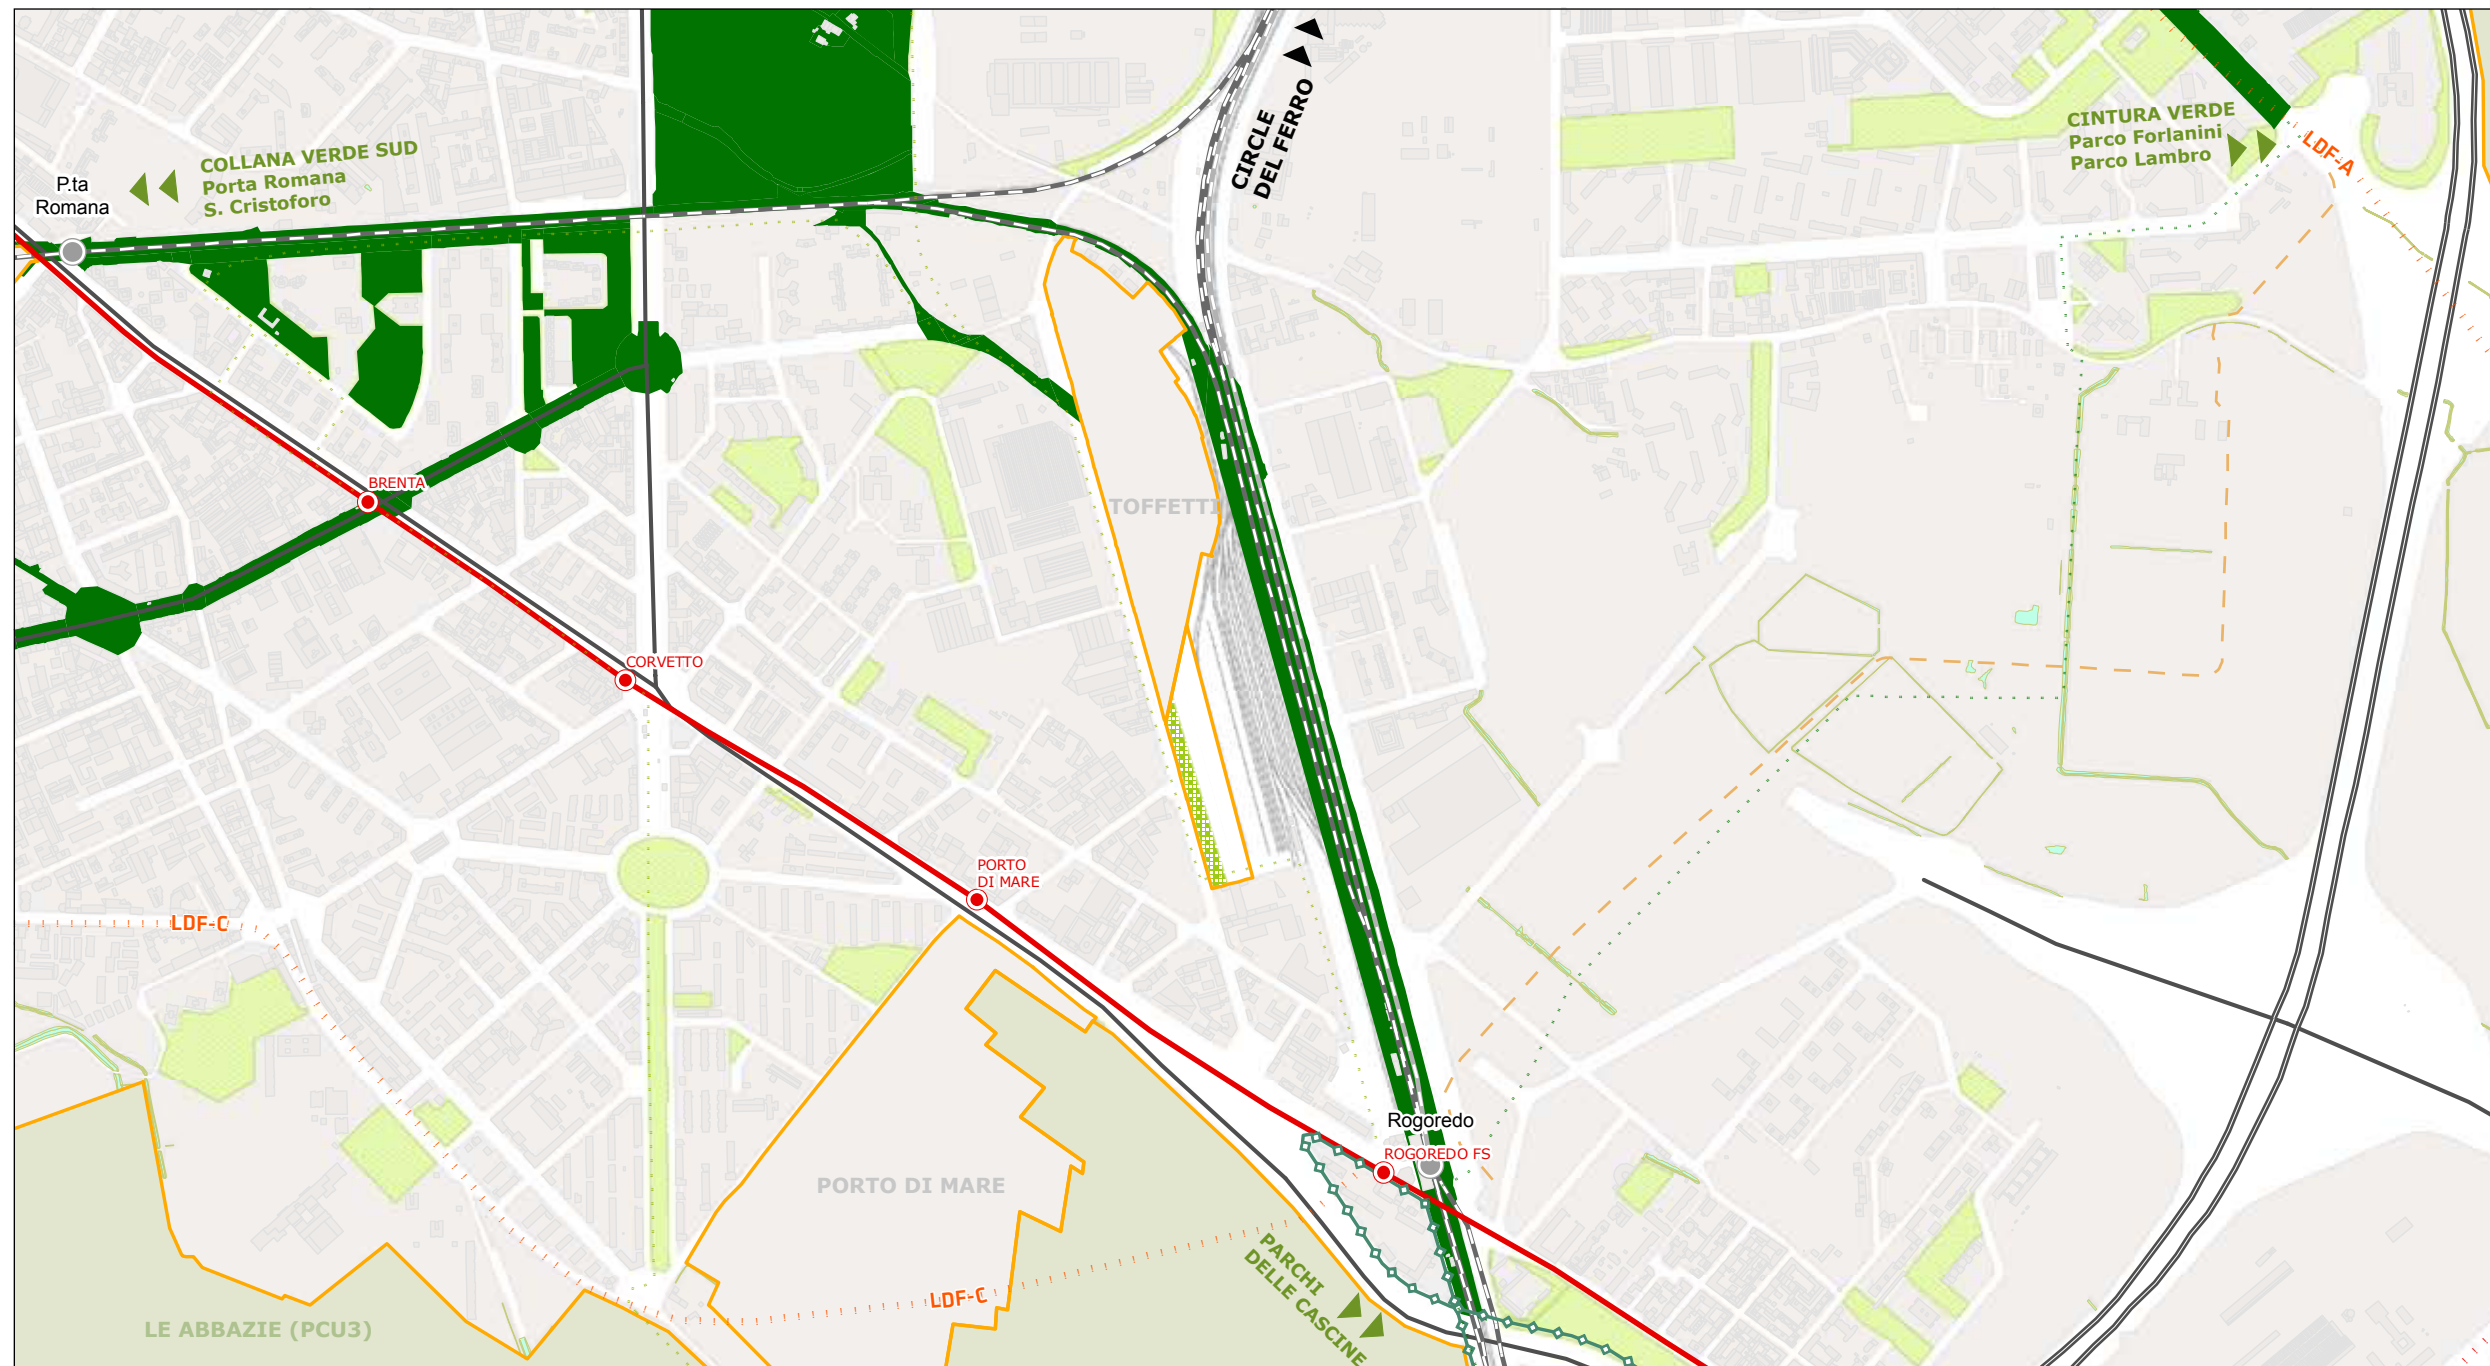 CIRCLE
DEL FERRO
CINTURA VERDE
Parco Forlanini
Parco Lambro
LDF-A
COLLANA VERDE SUD
Porta Romana
S. Cristoforo
P.ta
Romana
BRENTA
TOFFETTI
CORVETTO
PORTO
DI MARE
LDF-C
Rogoredo
ROGOREDO FS
PORTO DI MARE
PARCHI
DELLE CASCINE
LDF-C
LE ABBAZIE (PCU3)